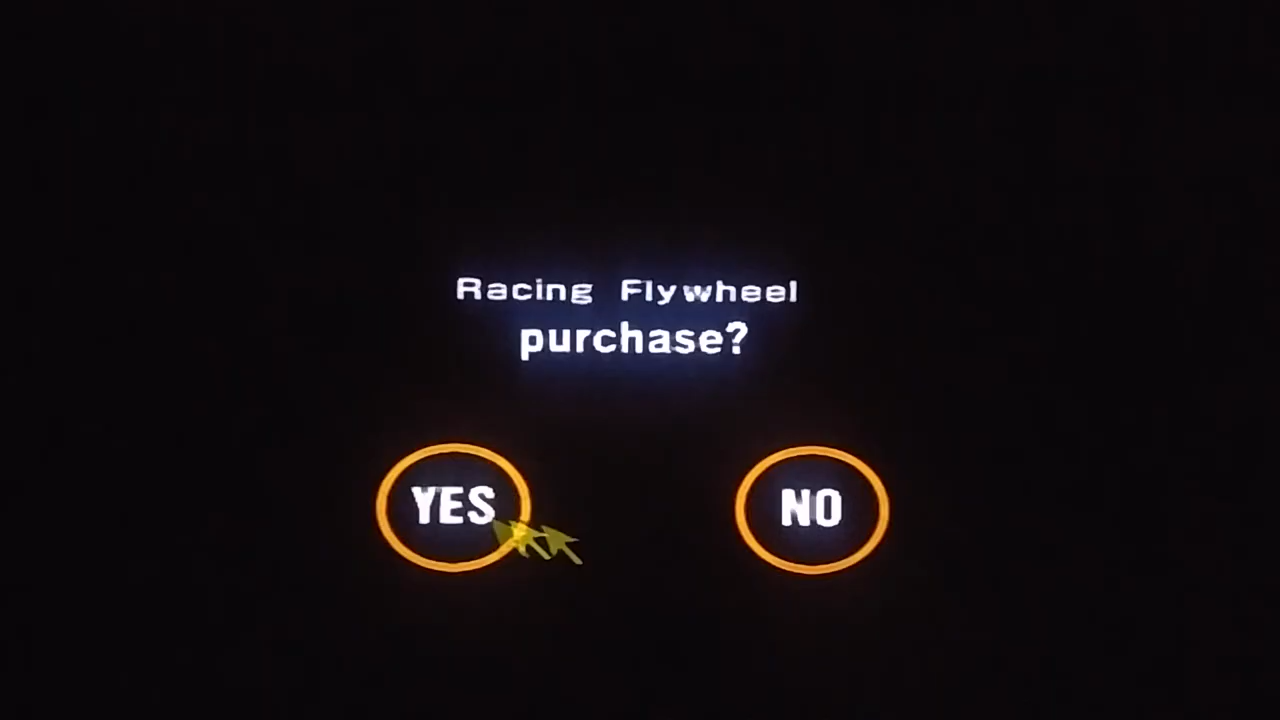 Racing Flywheel
purchase?
YES NO